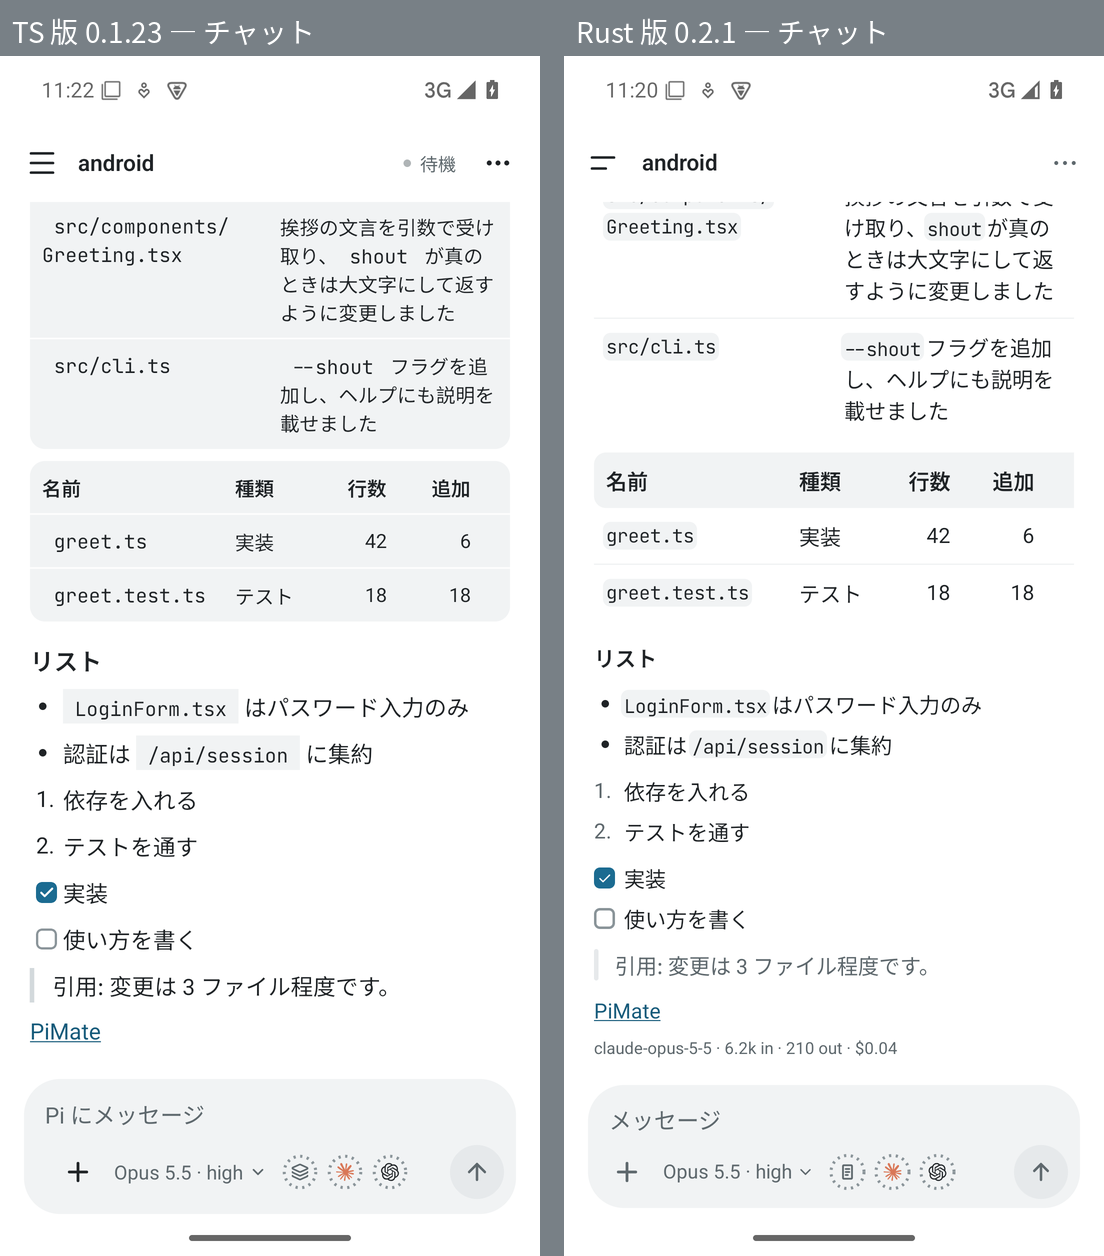 TS 版 0.1.23 — チャット
11:22
3G
android
待機
src/components/
Greeting.tsx
挨拶の文言を引数で受け
取り、 shout が真の
ときは大文字にして返す
ように変更しました
src/cli.ts
--shout フラグを追
加し、ヘルプにも説明を
載せました
名前 種類 行数 追加
greet.ts 実装 42 6
greet.test.ts テスト 18 18
リスト
• LoginForm.tsx はパスワード入力のみ
• 認証は /api/session に集約
1. 依存を入れる
2. テストを通す
実装
使い方を書く
引用: 変更は 3 ファイル程度です。
PiMate
Pi にメッセージ
Opus 5.5 · high
Rust 版 0.2.1 — チャット
11:20
3G
android
Greeting.tsx
挨拶の文言を引数で受
け取り、shout が真の
ときは大文字にして返
すように変更しました
src/cli.ts
--shout フラグを追加
し、ヘルプにも説明を
載せました
名前 種類 行数 追加
greet.ts 実装 42 6
greet.test.ts テスト 18 18
リスト
• LoginForm.tsx はパスワード入力のみ
• 認証は /api/session に集約
1. 依存を入れる
2. テストを通す
実装
使い方を書く
引用: 変更は 3 ファイル程度です。
PiMate
claude-opus-5-5 · 6.2k in · 210 out · $0.04
メッセージ
Opus 5.5 · high